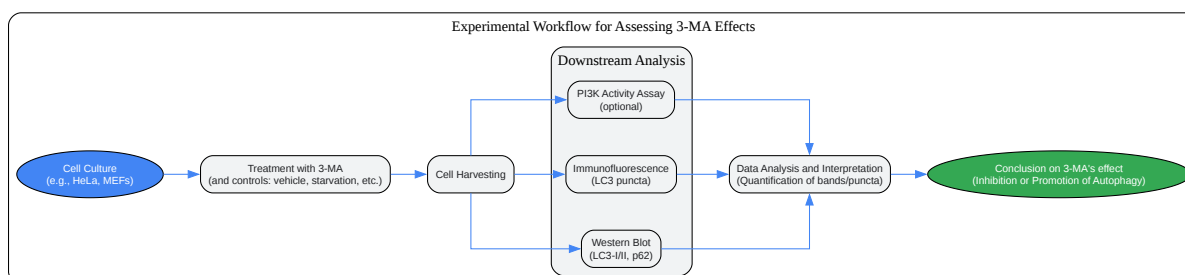 Experimental Workflow for Assessing 3-MA Effects
Downstream Analysis
PI3K Activity Assay
(optional)
Cell Culture
(e.g., HeLa, MEFs)
Treatment with 3-MA
(and controls: vehicle, starvation, etc.)
Cell Harvesting
Immunofluorescence
(LC3 puncta)
Data Analysis and Interpretation
(Quantification of bands/puncta)
Conclusion on 3-MA's effect
(Inhibition or Promotion of Autophagy)
Western Blot
(LC3-I/II, p62)